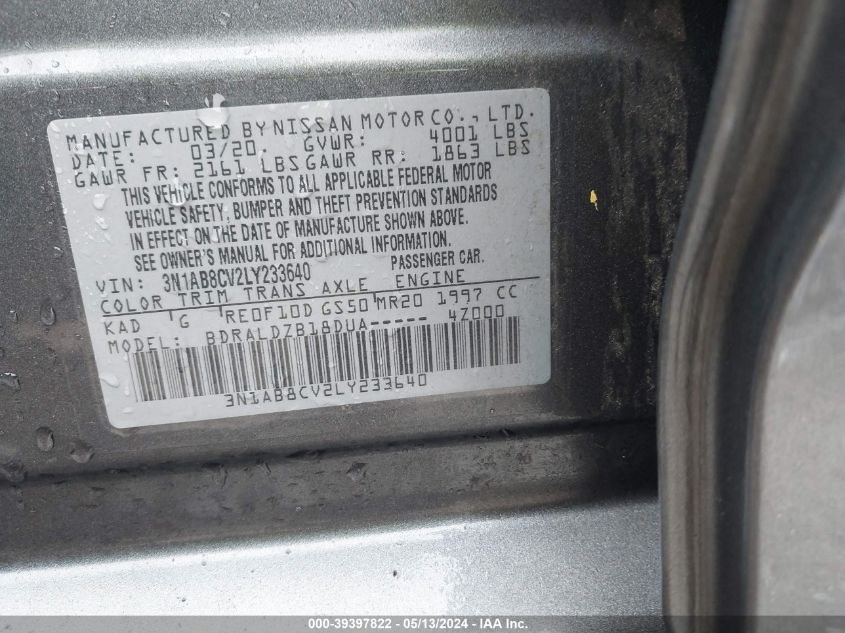 MANUFACTURED BY NISSAN MOTOR CO., LTD.
DATE: 03/20 GVWR: 4001 LBS
GAWR FR: 2161 LBS GAWR RR: 1863 LBS
THIS VEHICLE CONFORMS TO ALL APPLICABLE FEDERAL MOTOR
VEHICLE SAFETY, BUMPER AND THEFT PREVENTION STANDARDS
IN EFFECT ON THE DATE OF MANUFACTURE SHOWN ABOVE.
SEE OWNER'S MANUAL FOR ADDITIONAL INFORMATION.
VIN: 3N1AB8CV2LY233640 PASSENGER CAR.
COLOR TRIM TRANS AXLE ENGINE
KAD G RE0F10D GS50 MR20 1997 CC
MODEL: BDRALDZB18DUA----- 4Z000
3N1AB8CV2LY233640
000-39397822 - 05/13/2024 - IAA Inc.